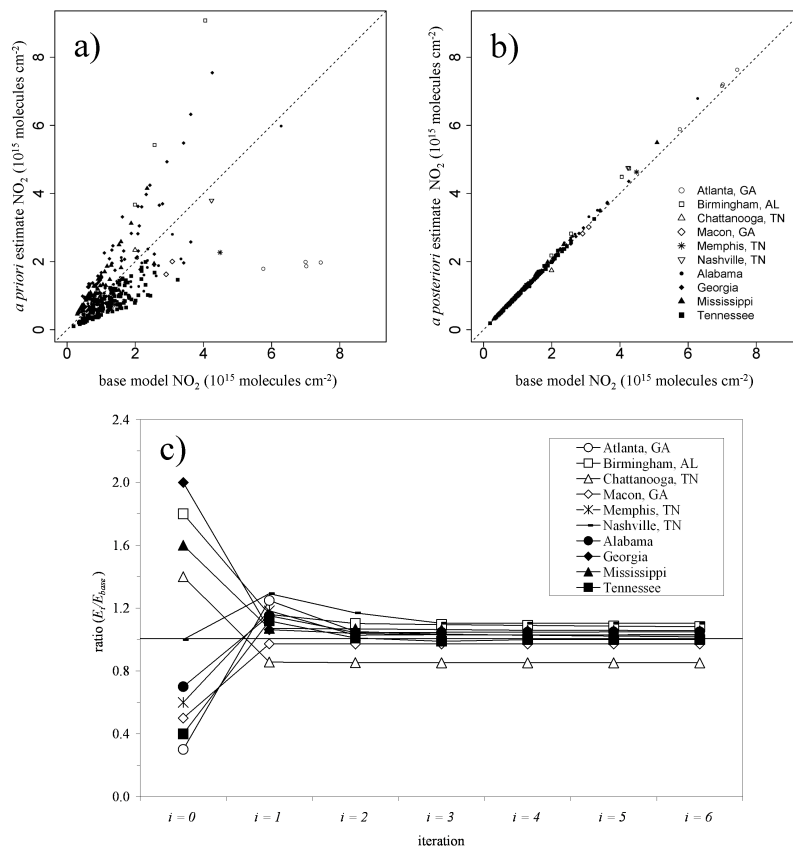 a)
8
6
4
2
0
a priori estimate NO2 (10^15 molecules cm^-2)
0 2 4 6 8
base model NO2 (10^15 molecules cm^-2)
b)
8
6
4
2
0
a posteriori estimate NO2 (10^15 molecules cm^-2)
Atlanta, GA
Birmingham, AL
Chattanooga, TN
Macon, GA
Memphis, TN
Nashville, TN
Alabama
Georgia
Mississippi
Tennessee
0 2 4 6 8
base model NO2 (10^15 molecules cm^-2)
c)
2.4
2.0
1.6
1.2
0.8
0.4
0.0
ratio (Ei/Ebase)
Atlanta, GA
Birmingham, AL
Chattanooga, TN
Macon, GA
Memphis, TN
Nashville, TN
Alabama
Georgia
Mississippi
Tennessee
i = 0 i = 1 i = 2 i = 3 i = 4 i = 5 i = 6
iteration